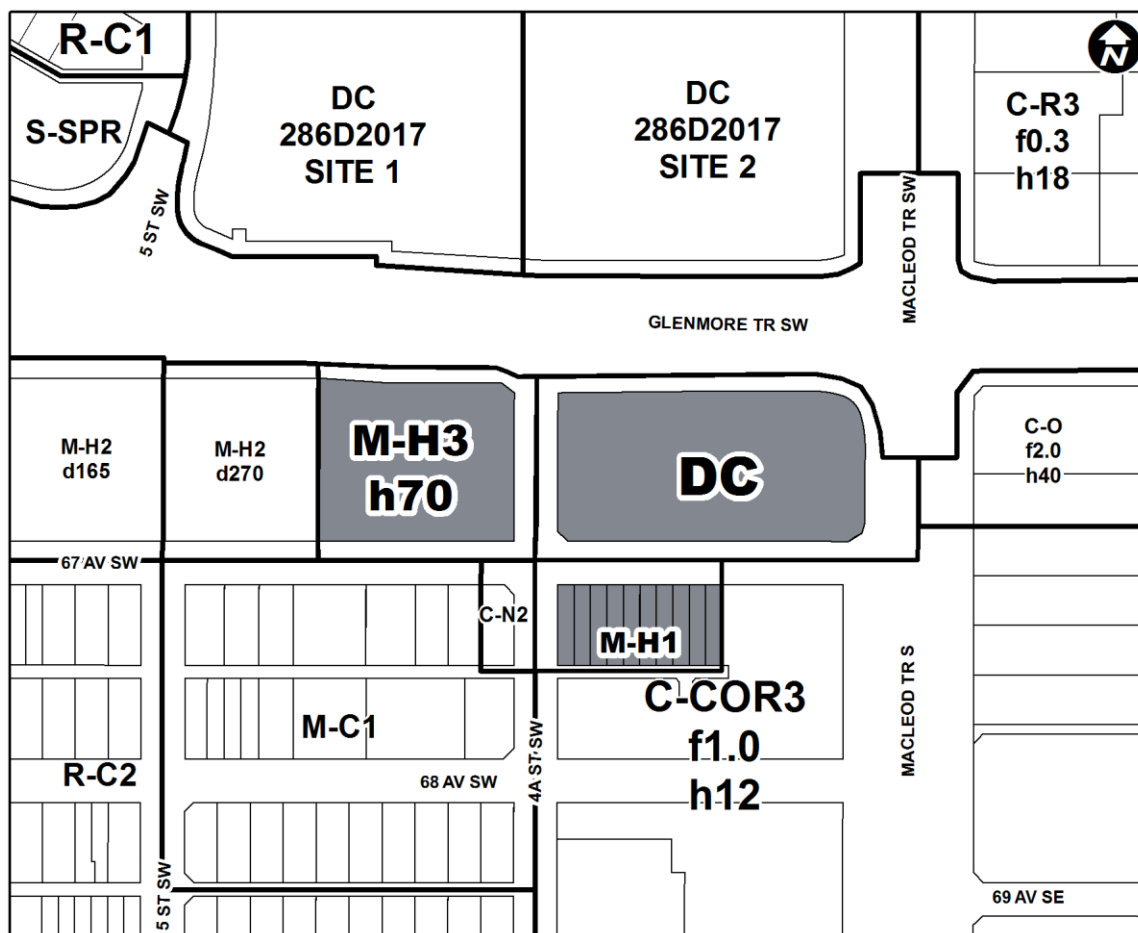 R-C1
S-SPR
DC
286D2017
SITE 1
DC
286D2017
SITE 2
C-R3
f0.3
h18
N
5 ST SW
MACLEOD TR SW
GLENMORE TR SW
M-H2
d165
M-H2
d270
M-H3
h70
DC
C-O
f2.0
h40
67 AV SW
C-N2
M-H1
M-C1
C-COR3
f1.0
h12
R-C2
68 AV SW
4A ST SW
MACLEOD TR S
5 ST SW
69 AV SE